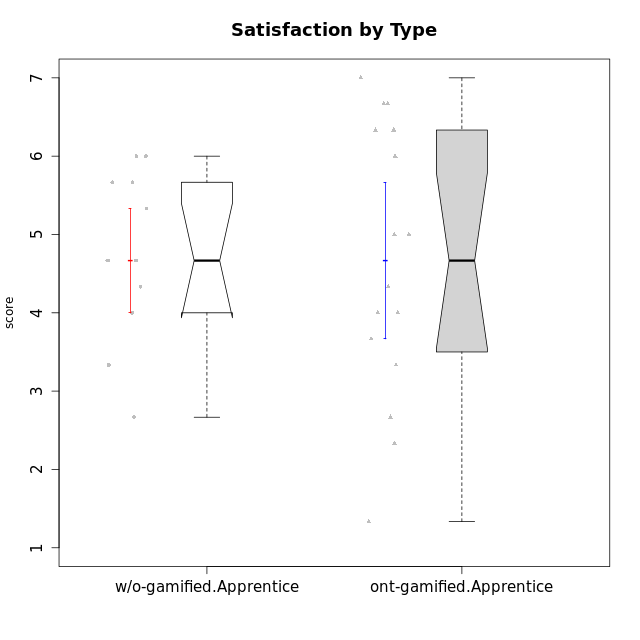 Satisfaction by Type
7
6
5
4
3
2
1
score
w/o-gamified.Apprentice
ont-gamified.Apprentice